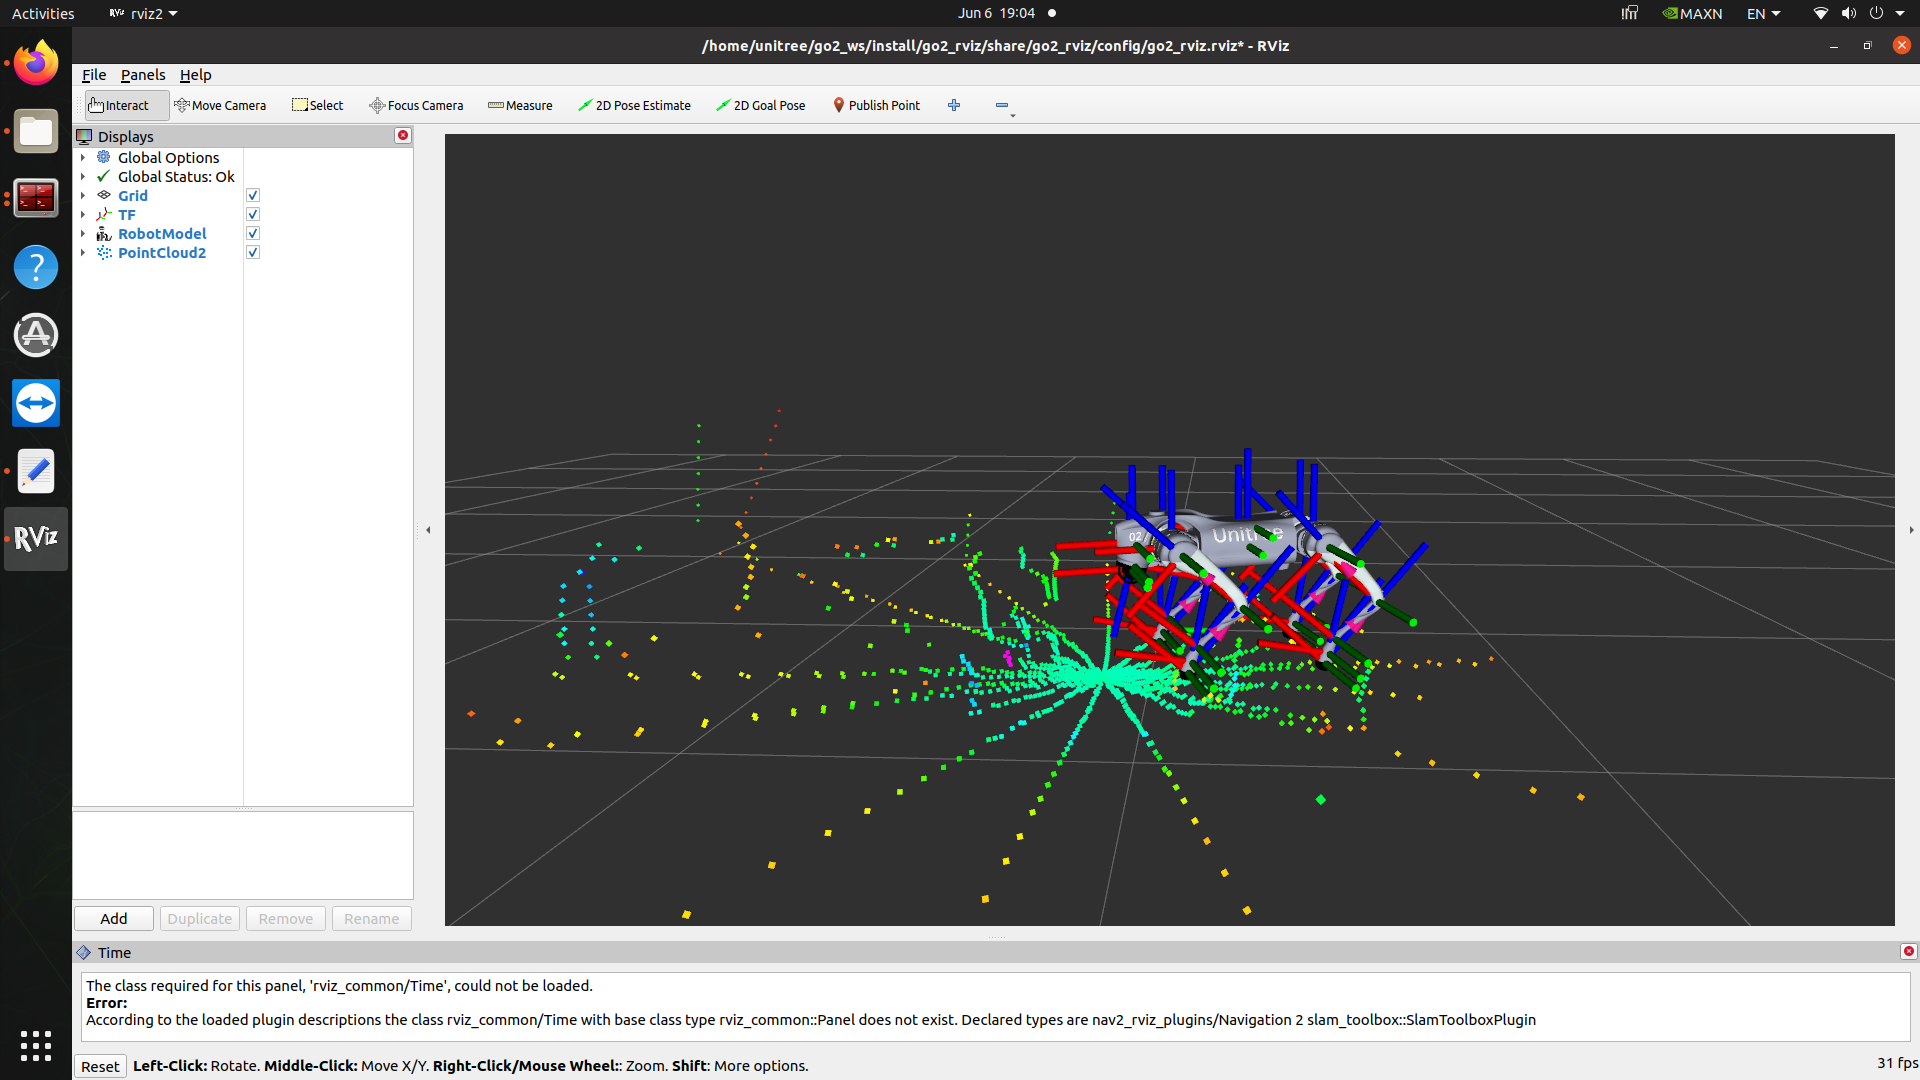 Activities
RViz
rviz2
Jun 6 19:04
MAXN
EN
/home/unitree/go2_ws/install/go2_rviz/share/go2_rviz/config/go2_rviz.rviz* - RViz
File Panels Help
Interact Move Camera Select Focus Camera Measure 2D Pose Estimate 2D Goal Pose Publish Point
Displays
Global Options
Global Status: Ok
Grid
TF
RobotModel
PointCloud2
RViz
02
Unitree
Add Duplicate Remove Rename
Time
The class required for this panel, 'rviz_common/Time', could not be loaded.
Error:
According to the loaded plugin descriptions the class rviz_common/Time with base class type rviz_common::Panel does not exist. Declared types are nav2_rviz_plugins/Navigation 2 slam_toolbox::SlamToolboxPlugin
Reset Left-Click: Rotate. Middle-Click: Move X/Y. Right-Click/Mouse Wheel:: Zoom. Shift: More options.
31 fps